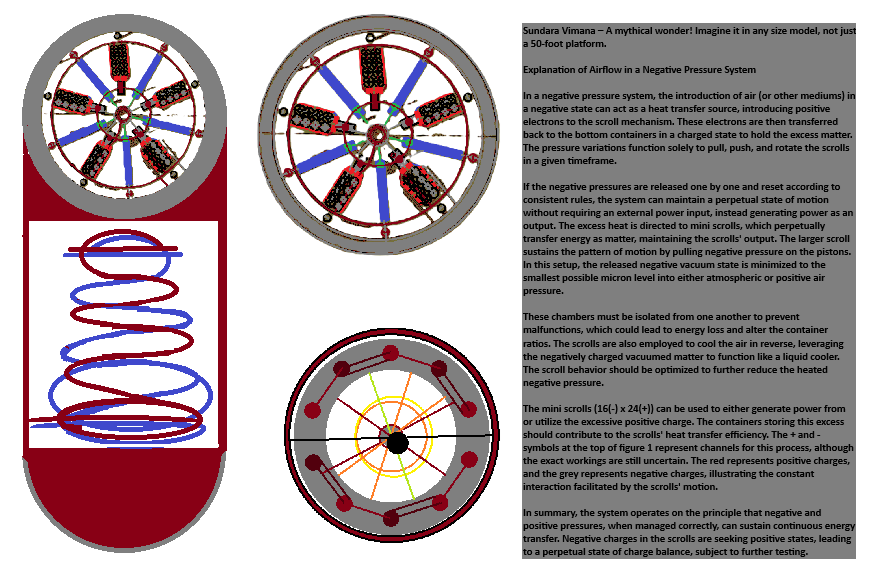 Sundara Vimana – A mythical wonder! Imagine it in any size model, not just
a 50-foot platform.
Explanation of Airflow in a Negative Pressure System
In a negative pressure system, the introduction of air (or other mediums) in
a negative state can act as a heat transfer source, introducing positive
electrons to the scroll mechanism. These electrons are then transferred
back to the bottom containers in a charged state to hold the excess matter.
The pressure variations function solely to pull, push, and rotate the scrolls
in a given timeframe.
If the negative pressures are released one by one and reset according to
consistent rules, the system can maintain a perpetual state of motion
without requiring an external power input, instead generating power as an
output. The excess heat is directed to mini scrolls, which perpetually
transfer energy as matter, maintaining the scrolls' output. The larger scroll
sustains the pattern of motion by pulling negative pressure on the pistons.
In this setup, the released negative vacuum state is minimized to the
smallest possible micron level into either atmospheric or positive air
pressure.
These chambers must be isolated from one another to prevent
malfunctions, which could lead to energy loss and alter the container
ratios. The scrolls are also employed to cool the air in reverse, leveraging
the negatively charged vacuumed matter to function like a liquid cooler.
The scroll behavior should be optimized to further reduce the heated
negative pressure.
The mini scrolls (16(-) x 24(+)) can be used to either generate power from
or utilize the excessive positive charge. The containers storing this excess
should contribute to the scrolls' heat transfer efficiency. The + and -
symbols at the top of figure 1 represent channels for this process, although
the exact workings are still uncertain. The red represents positive charges,
and the grey represents negative charges, illustrating the constant
interaction facilitated by the scrolls' motion.
In summary, the system operates on the principle that negative and
positive pressures, when managed correctly, can sustain continuous energy
transfer. Negative charges in the scrolls are seeking positive states, leading
to a perpetual state of charge balance, subject to further testing.